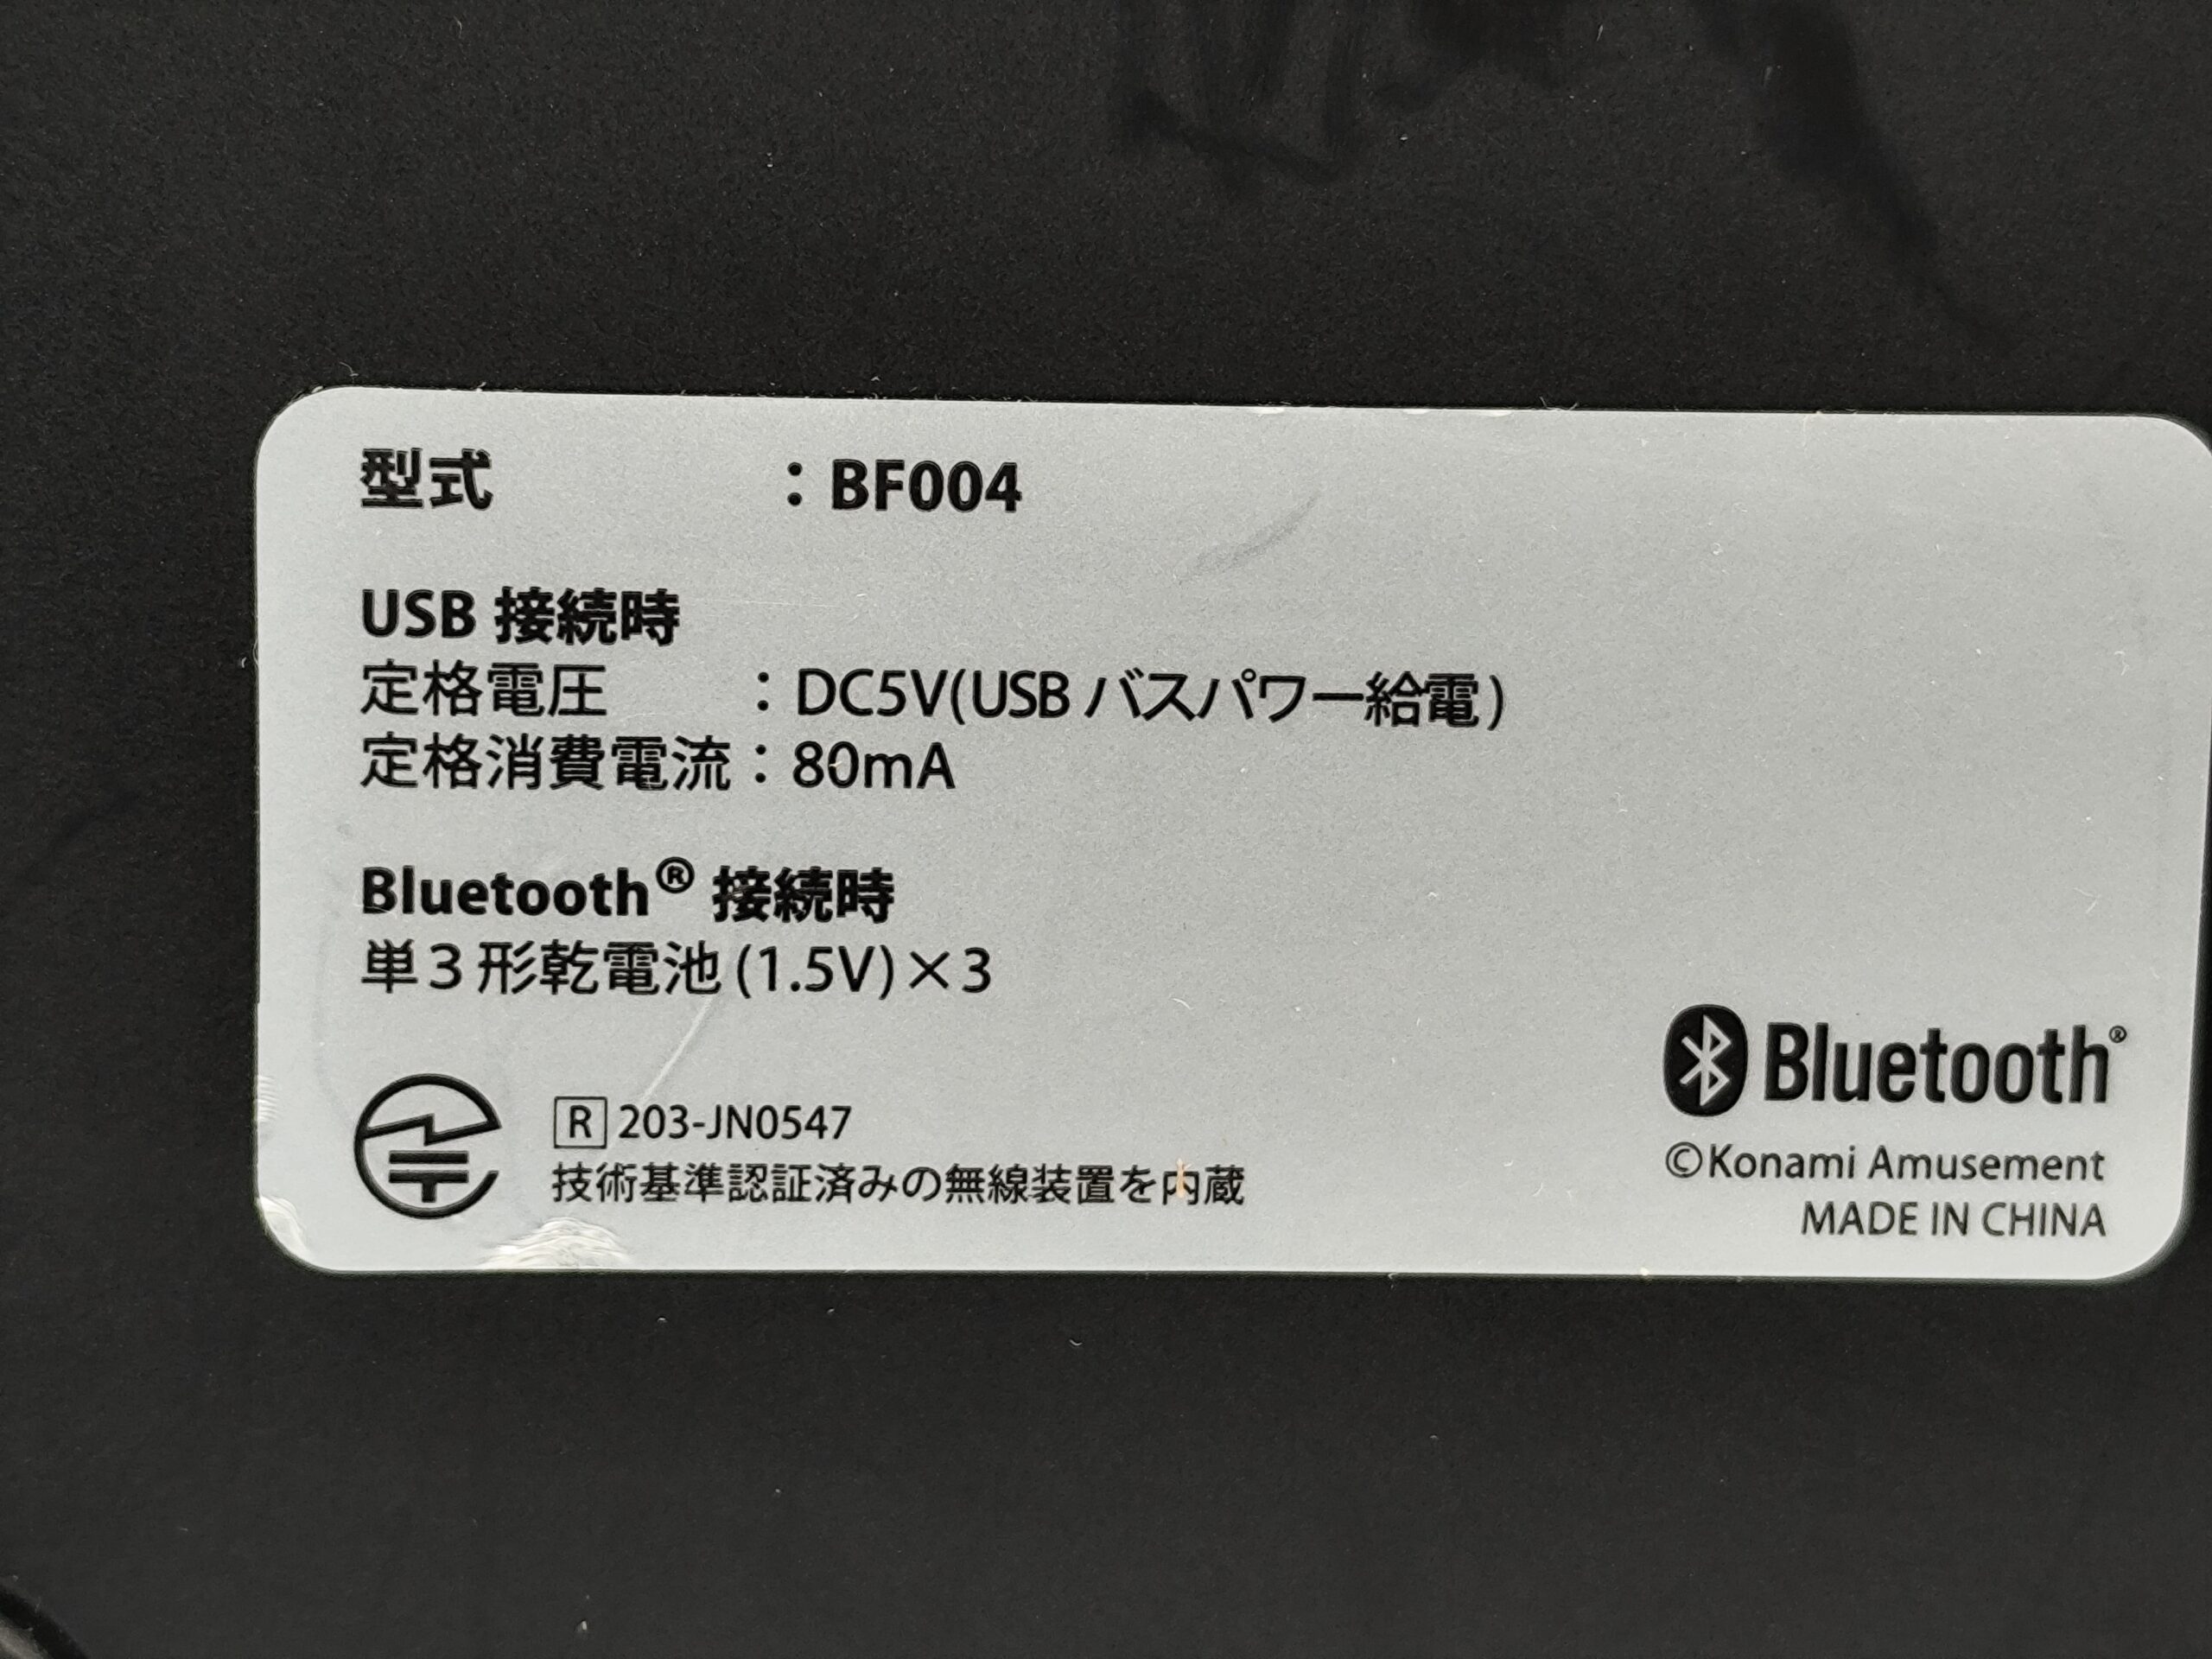 型式 : BF004
USB 接続時
定格電圧 : DC5V(USB バスパワー給電)
定格消費電流 : 80mA
Bluetooth® 接続時
単3形乾電池(1.5V)×3
R 203-JN0547
技術基準認証済みの無線装置を内蔵
Bluetooth®
©Konami Amusement
MADE IN CHINA